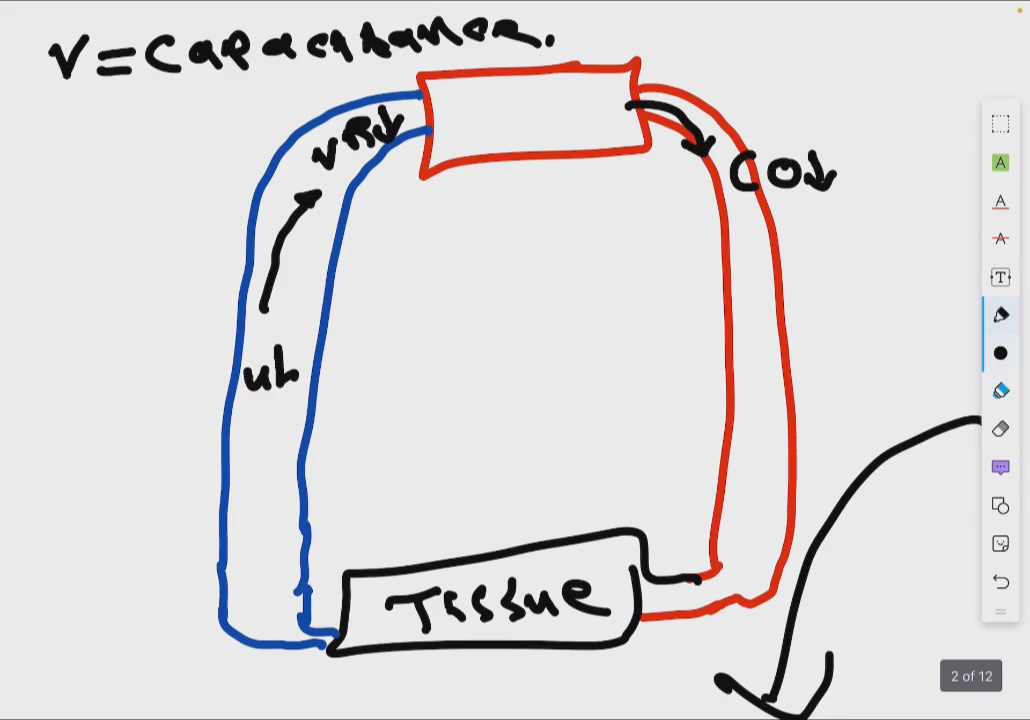 V = Capacitance.
VR↓
CO↓
Tissue
2 of 12